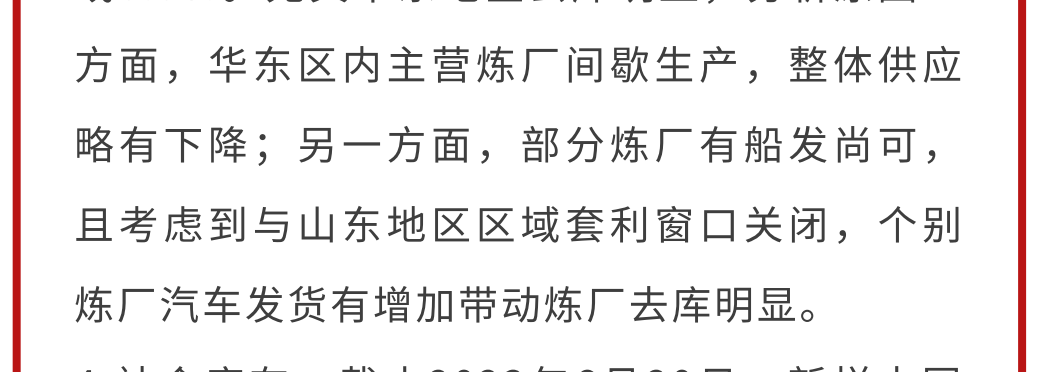 方面，华东区内主营炼厂间歇生产，整体供应
略有下降；另一方面，部分炼厂有船发尚可，
且考虑到与山东地区区域套利窗口关闭，个别
炼厂汽车发货有增加带动炼厂去库明显。